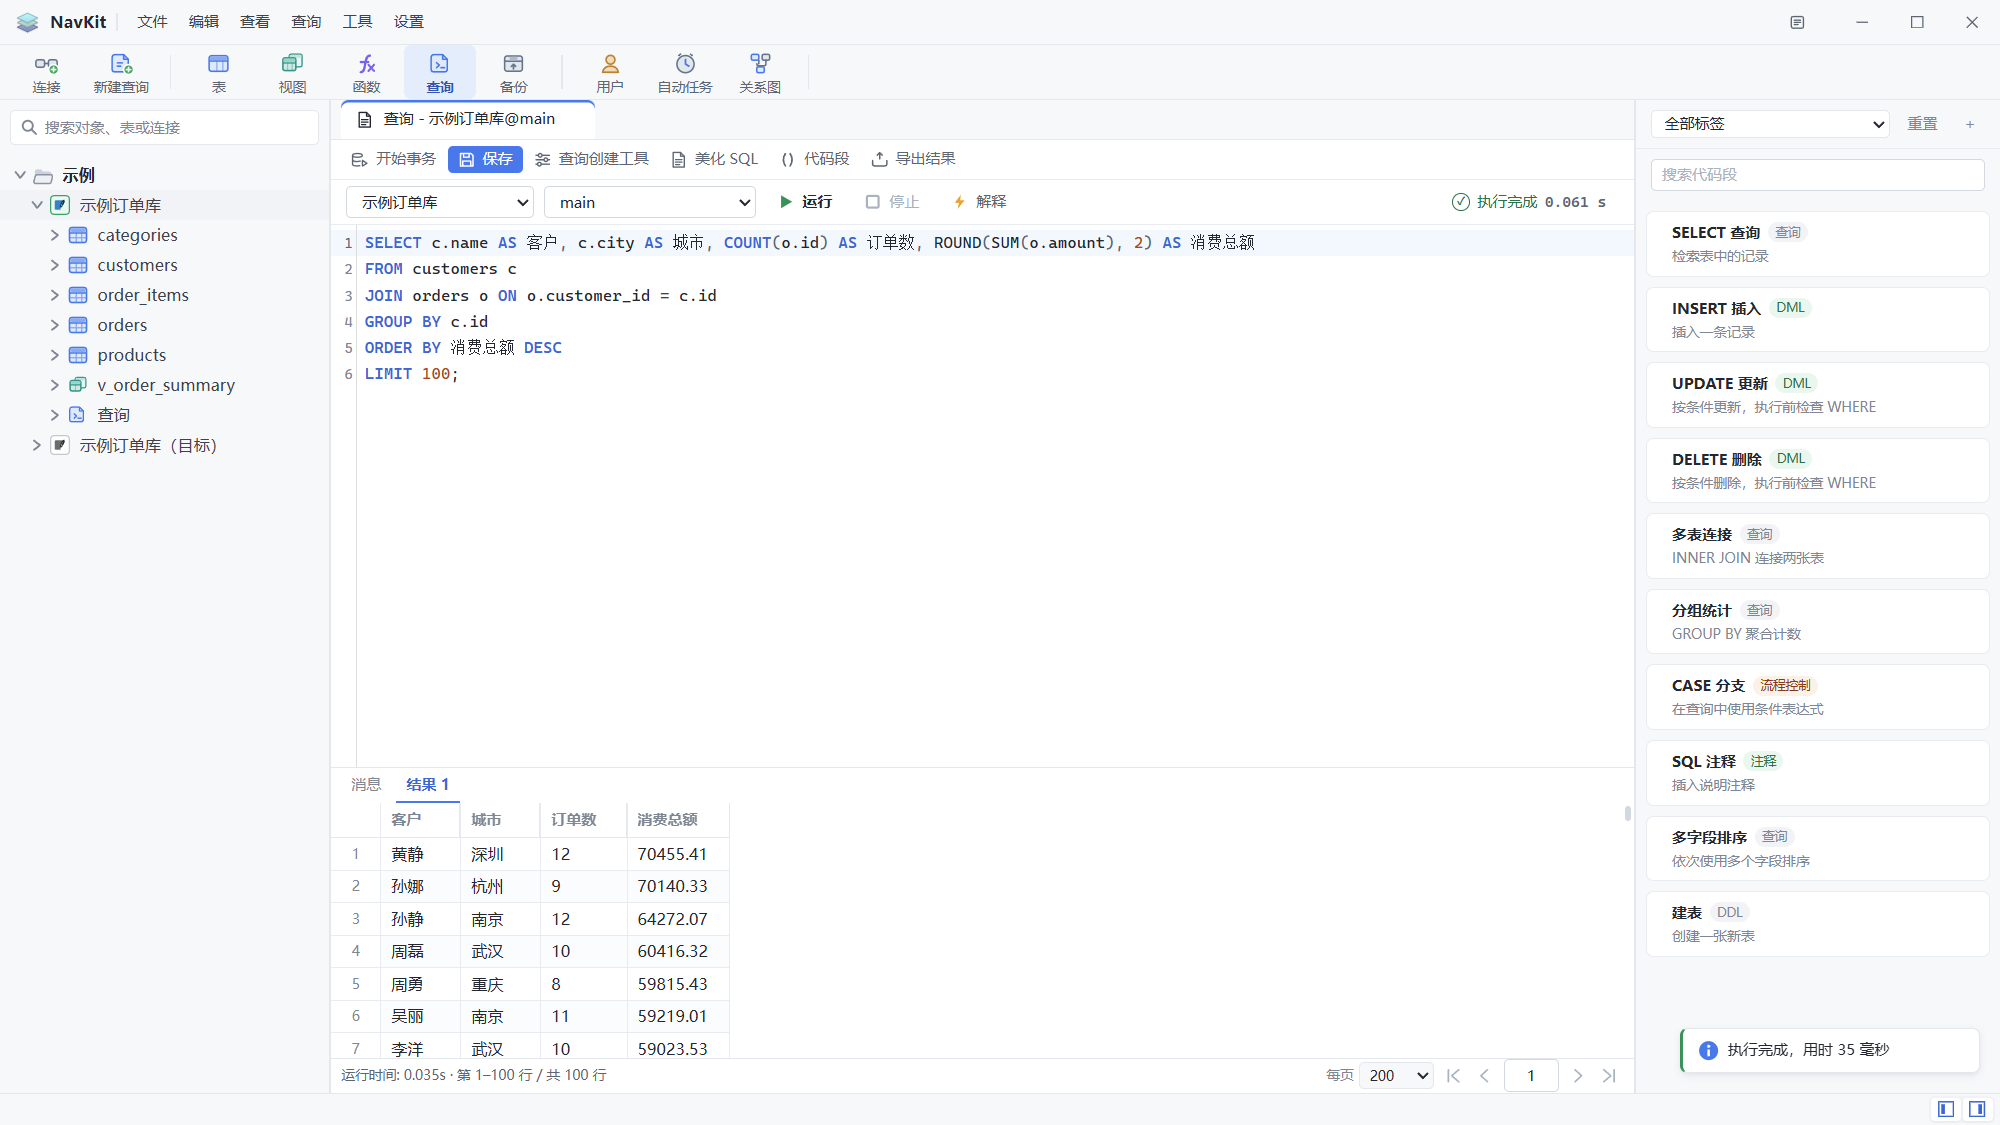 NavKit 文件 编辑 查看 查询 工具 设置
连接 新建查询 表 视图 函数 查询 备份 用户 自动任务 关系图
搜索对象、表或连接
示例
示例订单库
categories
customers
order_items
orders
products
v_order_summary
查询
示例订单库（目标）
查询 - 示例订单库@main
开始事务 保存 查询创建工具 美化 SQL 代码段 导出结果
示例订单库 main 运行 停止 解释 执行完成 0.061 s
1 SELECT c.name AS 客户, c.city AS 城市, COUNT(o.id) AS 订单数, ROUND(SUM(o.amount), 2) AS 消费总额
2 FROM customers c
3 JOIN orders o ON o.customer_id = c.id
4 GROUP BY c.id
5 ORDER BY 消费总额 DESC
6 LIMIT 100;
消息 结果 1
客户 城市 订单数 消费总额
1 黄静 深圳 12 70455.41
2 孙娜 杭州 9 70140.33
3 孙静 南京 12 64272.07
4 周磊 武汉 10 60416.32
5 周勇 重庆 8 59815.43
6 吴丽 南京 11 59219.01
7 李洋 武汉 10 59023.53
运行时间: 0.035s · 第 1–100 行 / 共 100 行 每页 200 1
全部标签 重置 +
搜索代码段
SELECT 查询 查询
检索表中的记录
INSERT 插入 DML
插入一条记录
UPDATE 更新 DML
按条件更新，执行前检查 WHERE
DELETE 删除 DML
按条件删除，执行前检查 WHERE
多表连接 查询
INNER JOIN 连接两张表
分组统计 查询
GROUP BY 聚合计数
CASE 分支 流程控制
在查询中使用条件表达式
SQL 注释 注释
插入说明注释
多字段排序 查询
依次使用多个字段排序
建表 DDL
创建一张新表
执行完成，用时 35 毫秒